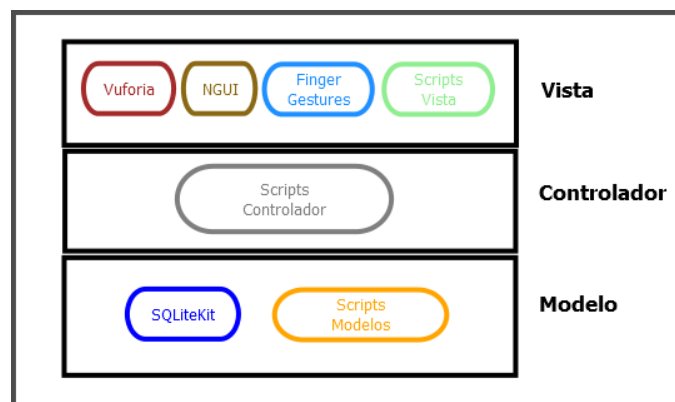 Vuforia
NGUI
Finger
Gestures
Scripts
Vista
Vista
Scripts
Controlador
Controlador
SQLiteKit
Scripts
Modelos
Modelo